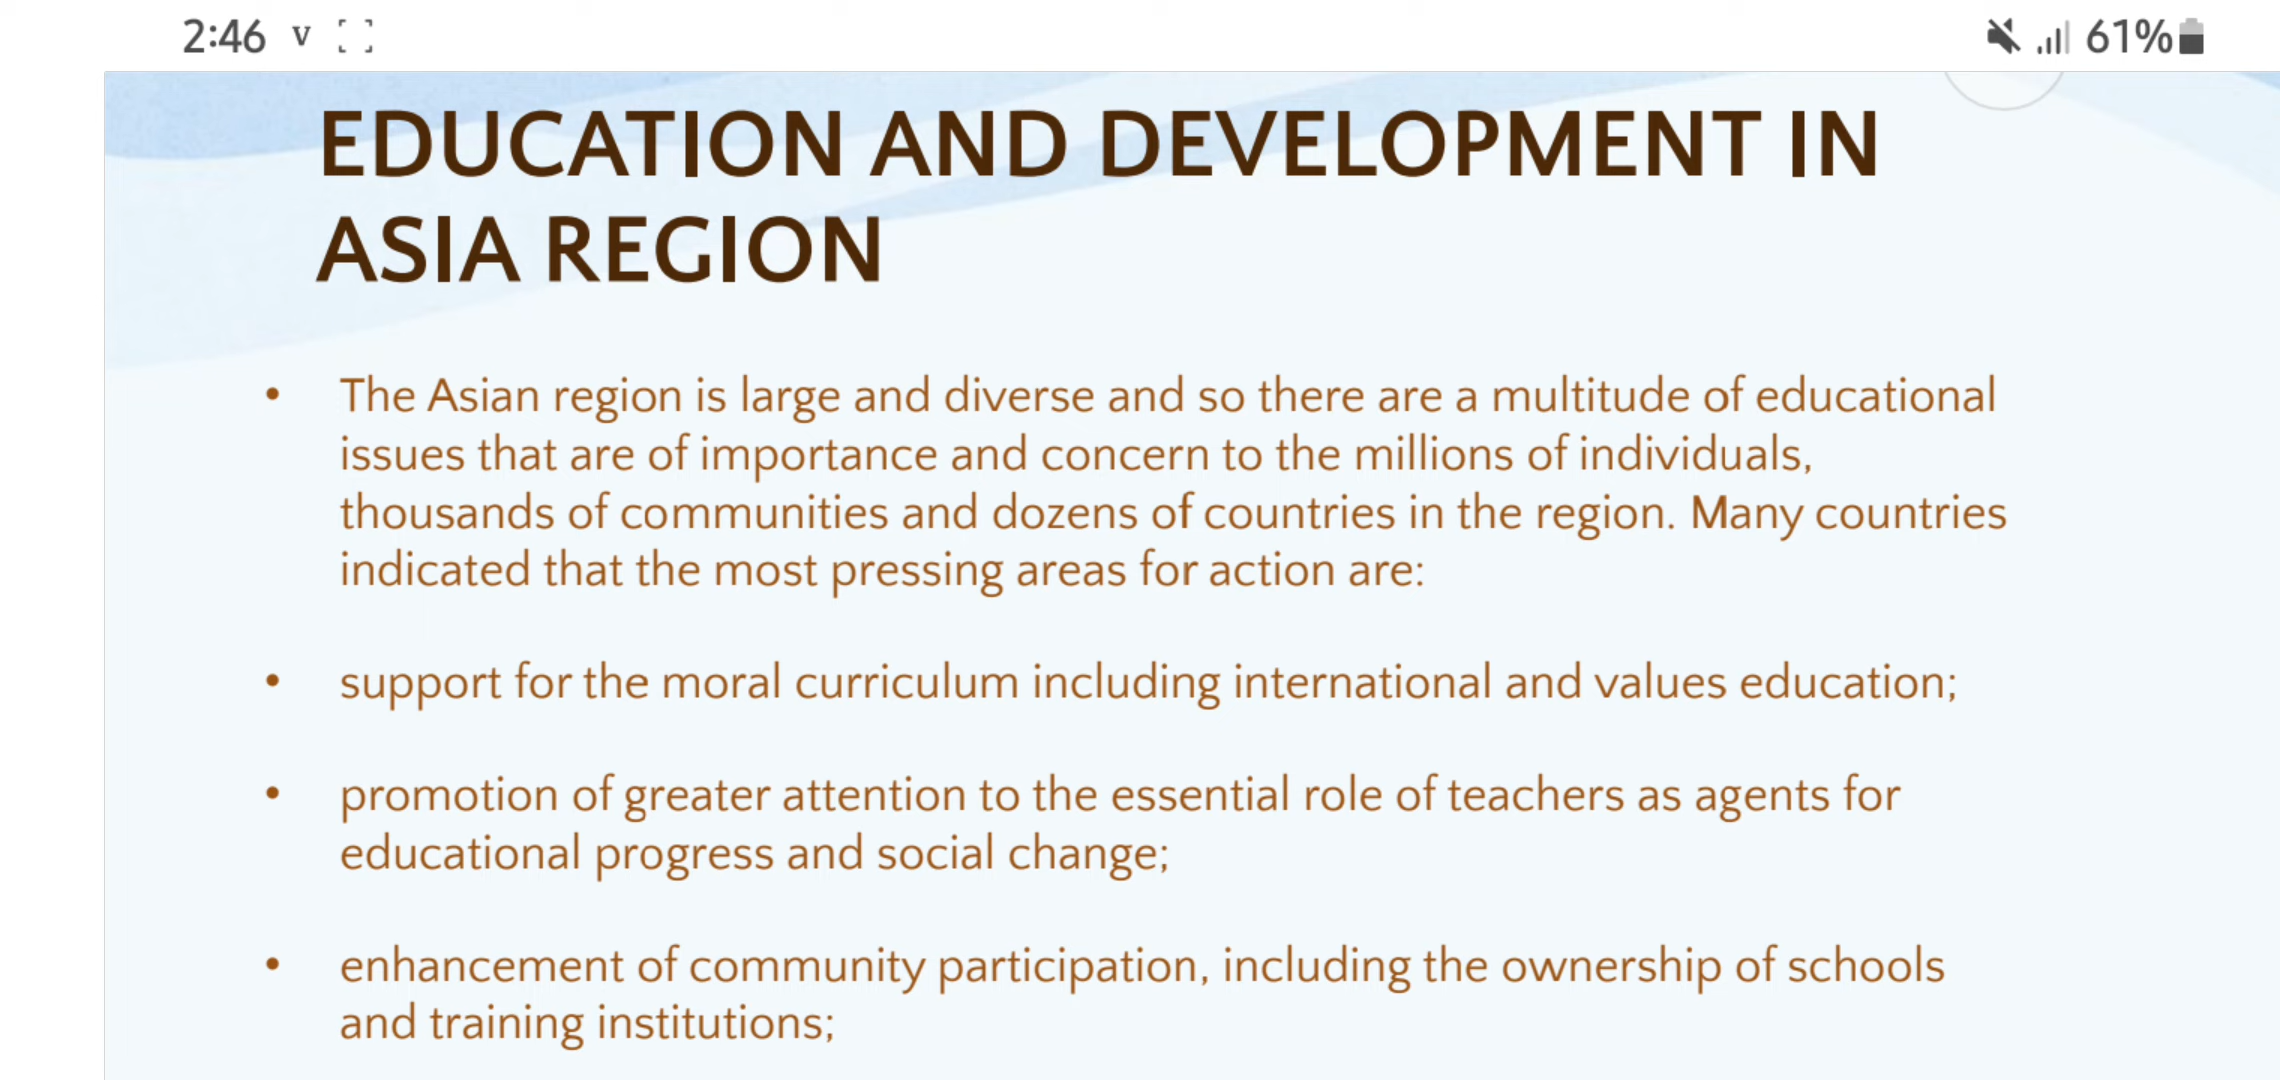 2:46 v 61%
EDUCATION AND DEVELOPMENT IN
ASIA REGION
• The Asian region is large and diverse and so there are a multitude of educational
issues that are of importance and concern to the millions of individuals,
thousands of communities and dozens of countries in the region. Many countries
indicated that the most pressing areas for action are:
• support for the moral curriculum including international and values education;
• promotion of greater attention to the essential role of teachers as agents for
educational progress and social change;
• enhancement of community participation, including the ownership of schools
and training institutions;